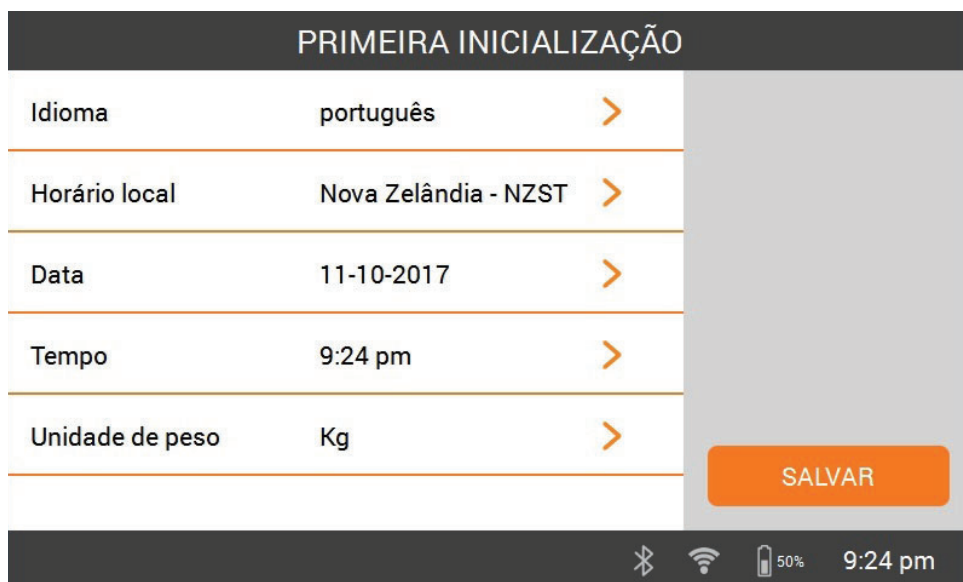 PRIMEIRA INICIALIZAÇÃO
Idioma português
Horário local Nova Zelândia - NZST
Data 11-10-2017
Tempo 9:24 pm
Unidade de peso Kg
SALVAR
50% 9:24 pm